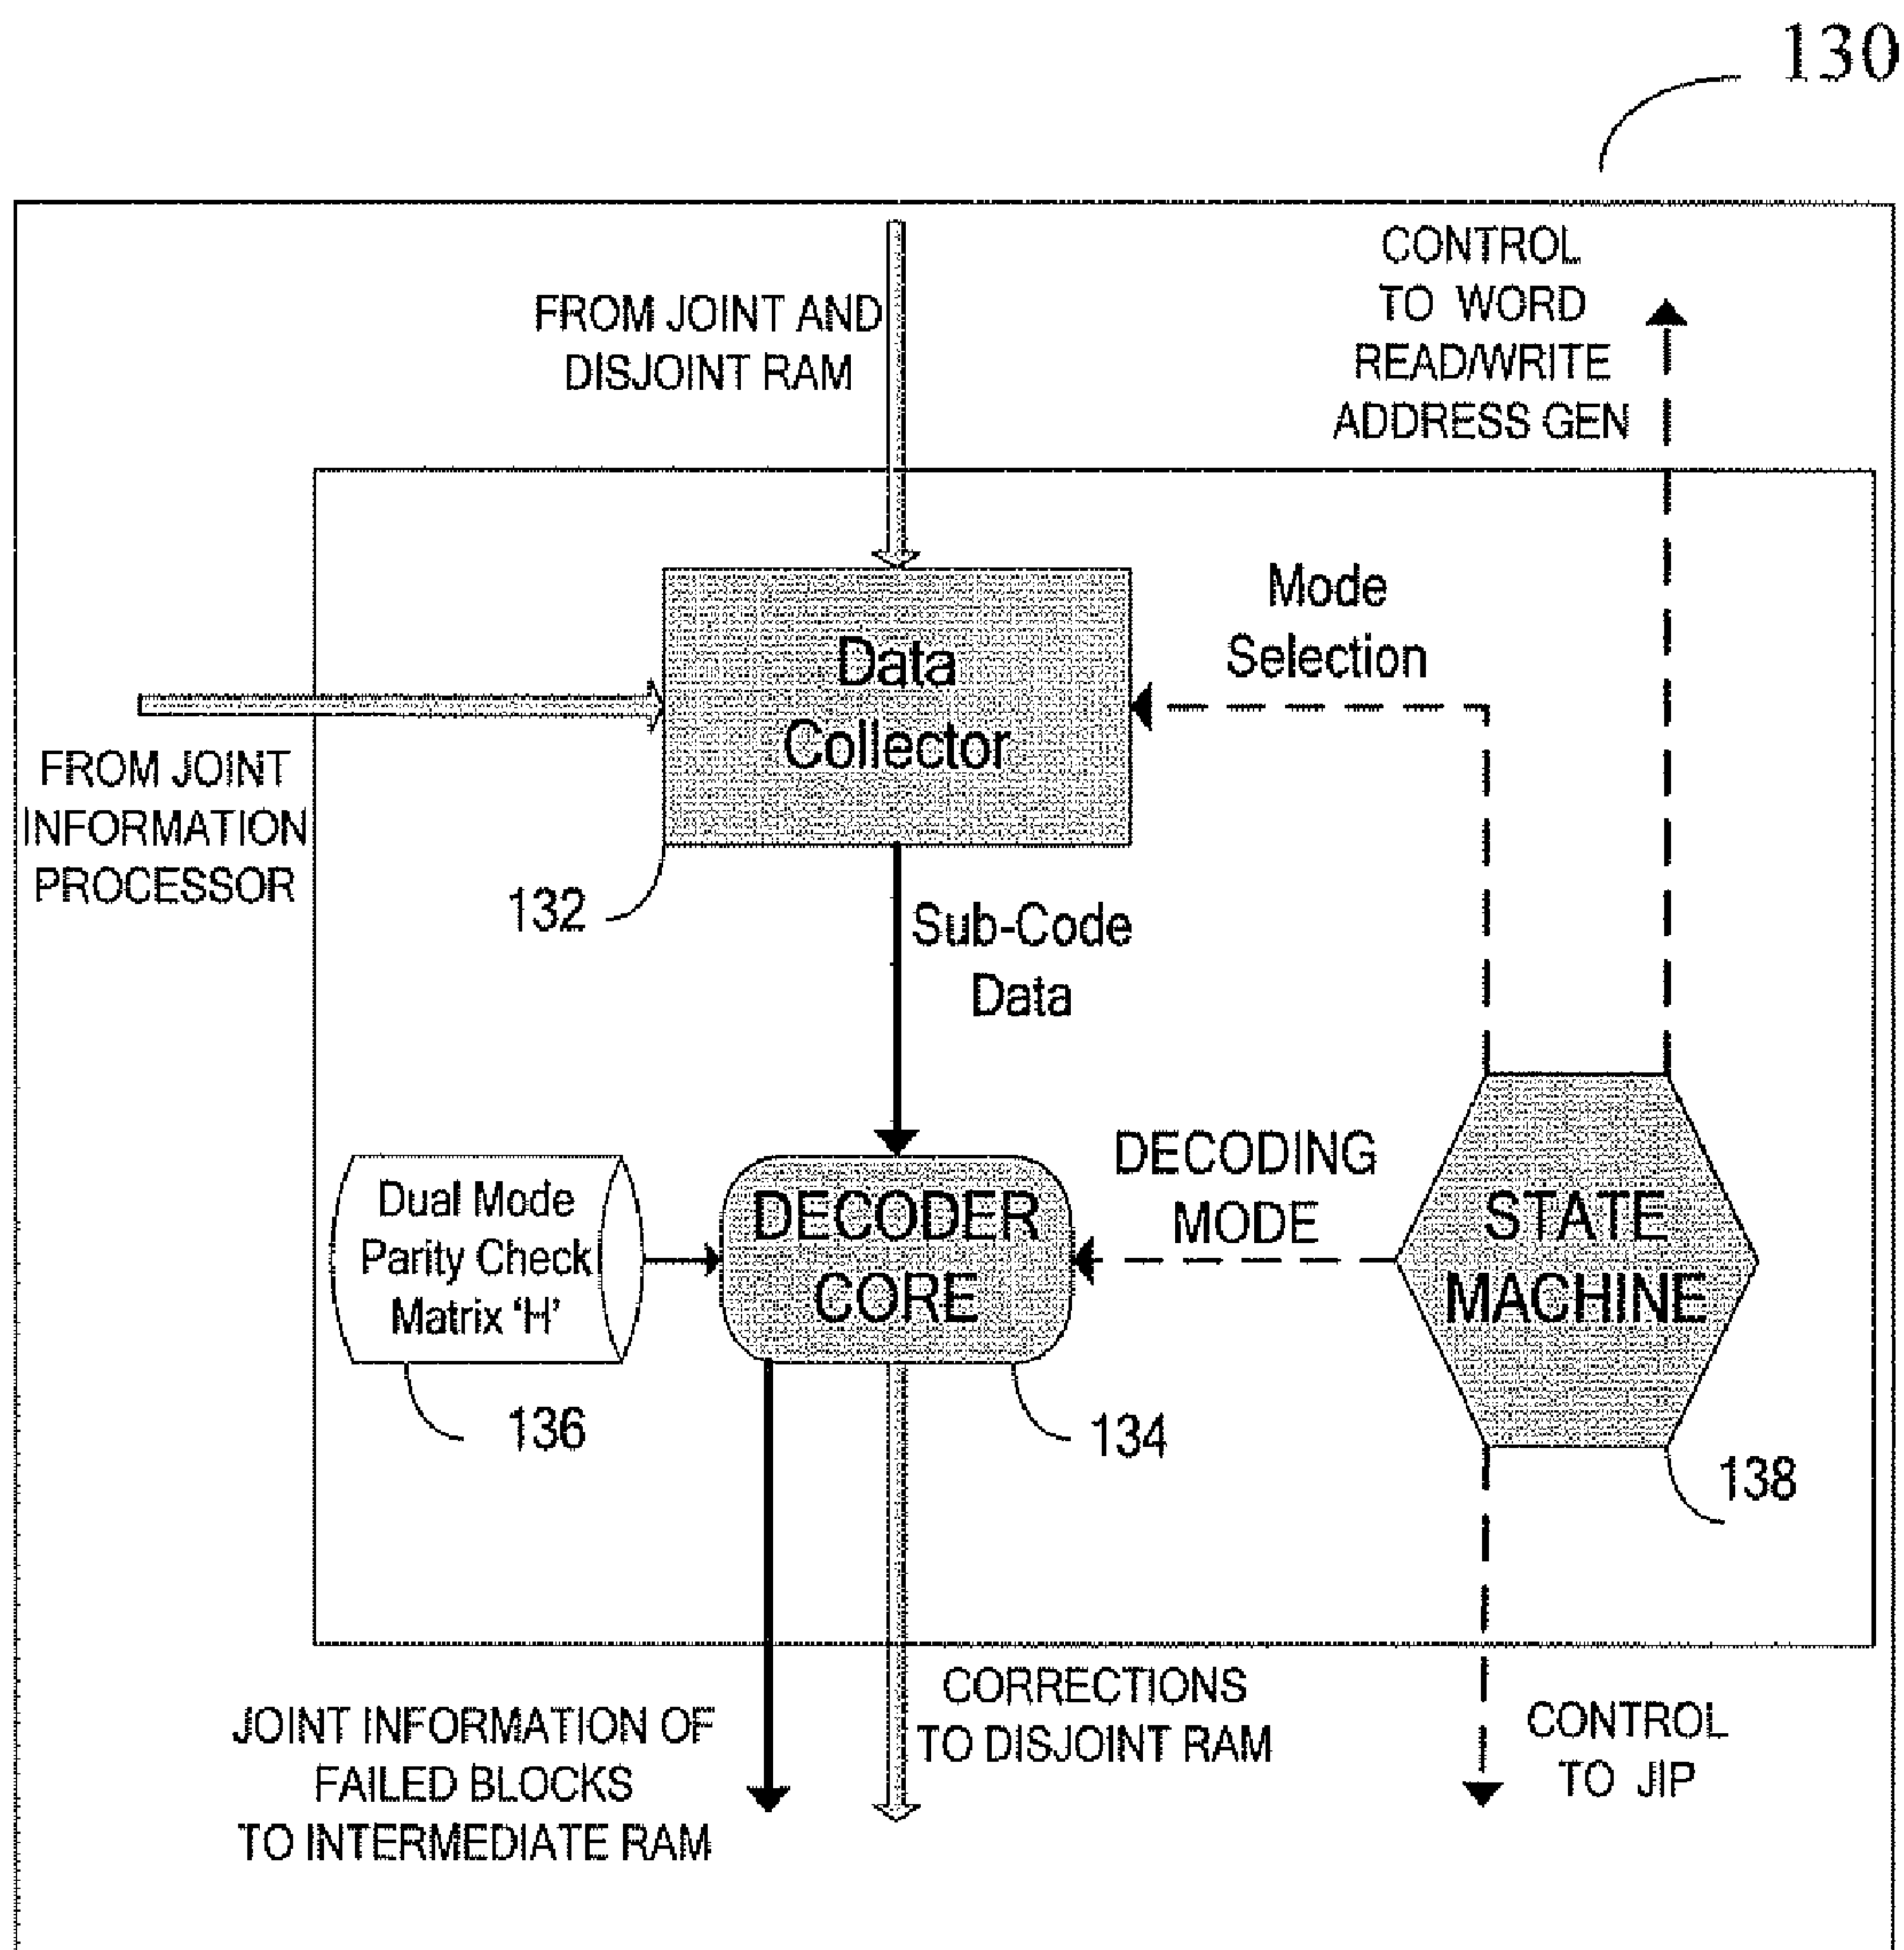 130
CONTROL
TO WORD
READ/WRITE
ADDRESS GEN
FROM JOINT AND
DISJOINT RAM
Mode
Selection
Data
Collector
FROM JOINT
INFORMATION
PROCESSOR
132
Sub-Code
Data
DECODING
MODE
Dual Mode
Parity Check
Matrix ‘H’
DECODER
CORE
STATE
MACHINE
136
134
138
JOINT INFORMATION OF
FAILED BLOCKS
TO INTERMEDIATE RAM
CORRECTIONS
TO DISJOINT RAM
CONTROL
TO JIP